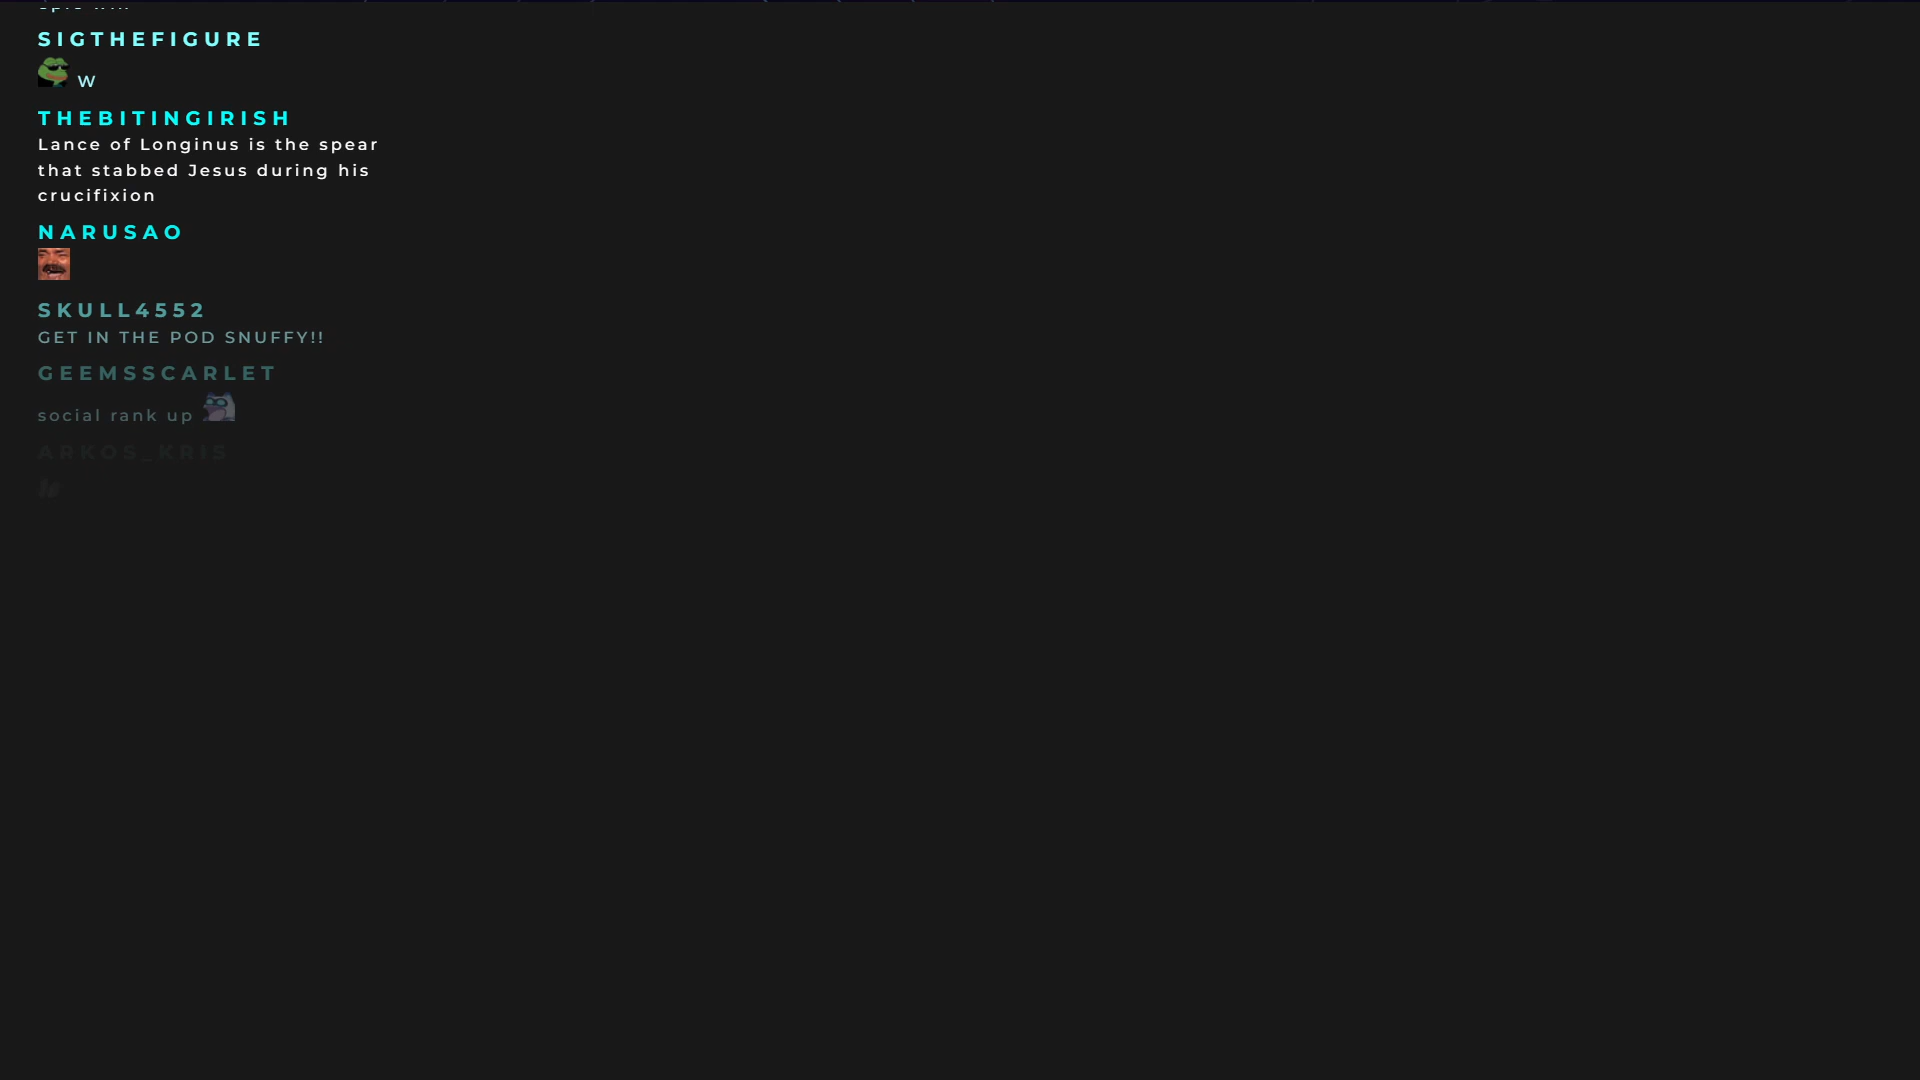 SIGTHEFIGURE
W
THEBITINGIRISH
Lance of Longinus is the spear
that stabbed Jesus during his
crucifixion
NARUSAO
SKULL4552
GET IN THE POD SNUFFY!!
GEEMSSCARLET
social rank up
ARKOS_KRIS